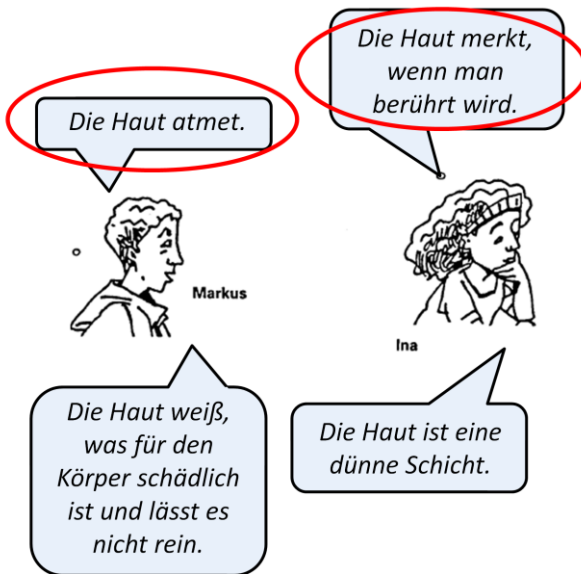 Die Haut atmet.
Die Haut merkt,
wenn man
berührt wird.
Markus
Ina
Die Haut weiß,
was für den
Körper schädlich
ist und lässt es
nicht rein.
Die Haut ist eine
dünne Schicht.